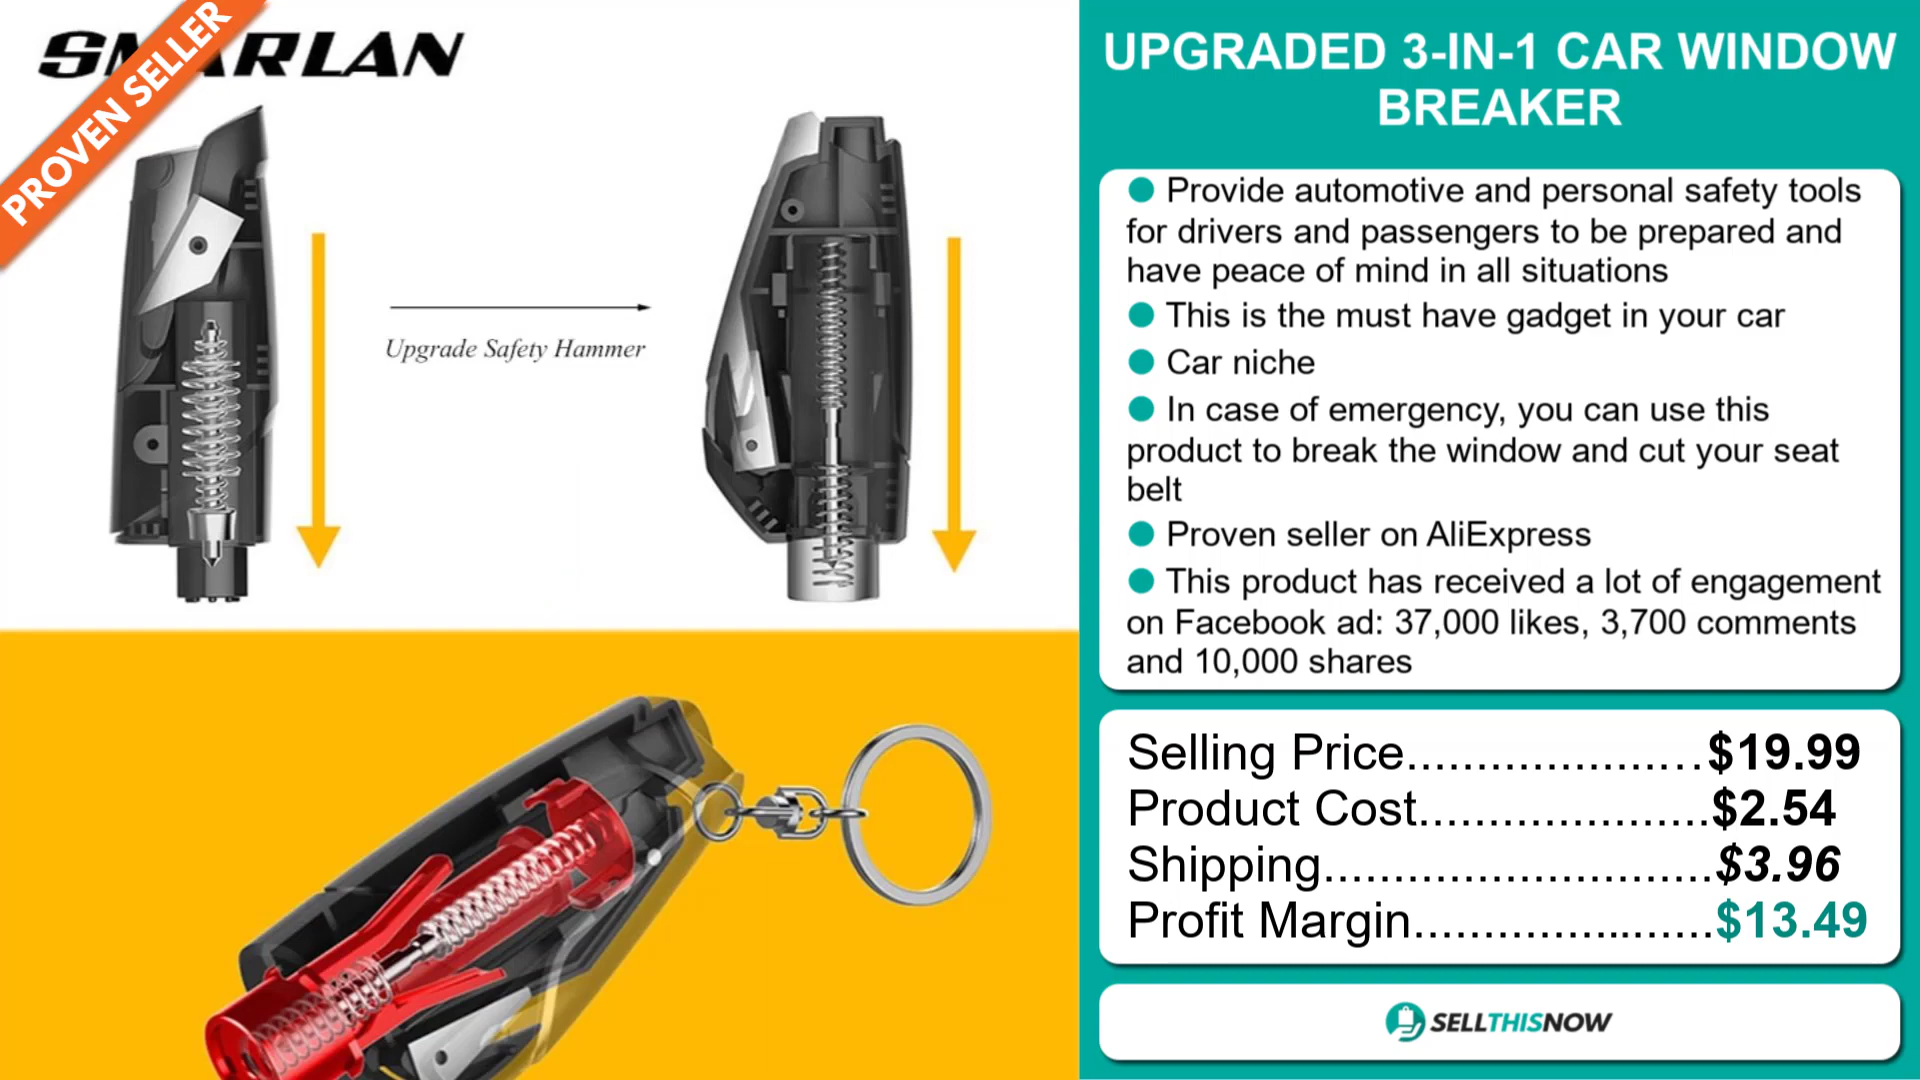 SMARLAN
PROVEN SELLER
Upgrade Safety Hammer
UPGRADED 3-IN-1 CAR WINDOW
BREAKER
● Provide automotive and personal safety tools
for drivers and passengers to be prepared and
have peace of mind in all situations
● This is the must have gadget in your car
● Car niche
● In case of emergency, you can use this
product to break the window and cut your seat
belt
● Proven seller on AliExpress
● This product has received a lot of engagement
on Facebook ad: 37,000 likes, 3,700 comments
and 10,000 shares
Selling Price.....................$19.99
Product Cost.....................$2.54
Shipping............................$3.96
Profit Margin......................$13.49
SELLTHISNOW